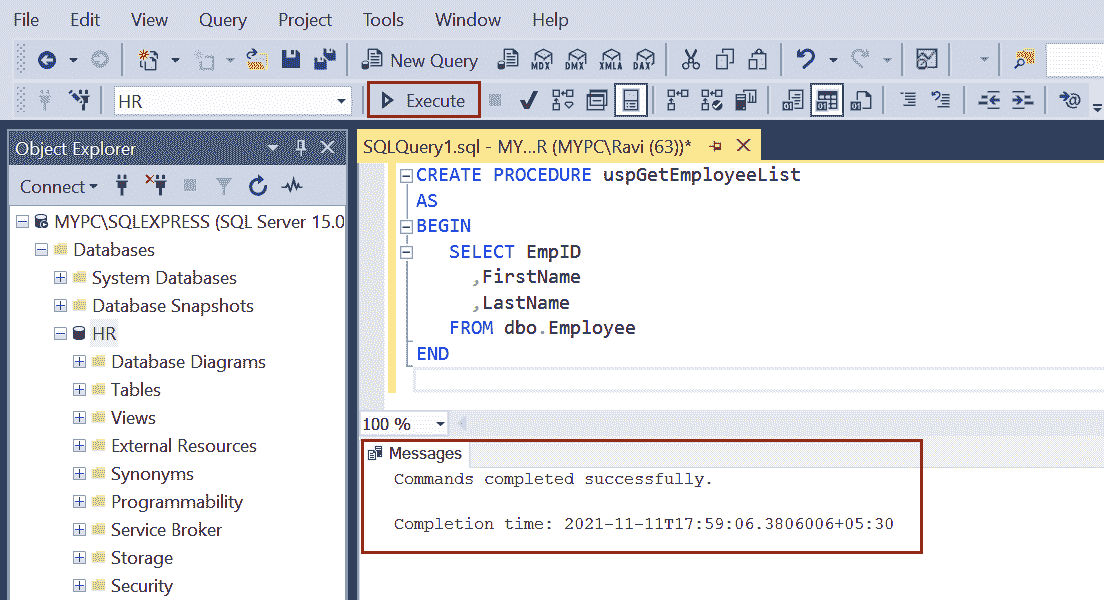 File Edit View Query Project Tools Window Help
New Query MDX DMX XMLA DAX
HR Execute
Object Explorer
Connect
MYPC\SQLEXPRESS (SQL Server 15.0
Databases
System Databases
Database Snapshots
HR
Database Diagrams
Tables
Views
External Resources
Synonyms
Programmability
Service Broker
Storage
Security
SQLQuery1.sql - MY...R (MYPC\Ravi (63))*
CREATE PROCEDURE uspGetEmployeeList
AS
BEGIN
SELECT EmpID
,FirstName
,LastName
FROM dbo.Employee
END
100 %
Messages
Commands completed successfully.
Completion time: 2021-11-11T17:59:06.3806006+05:30